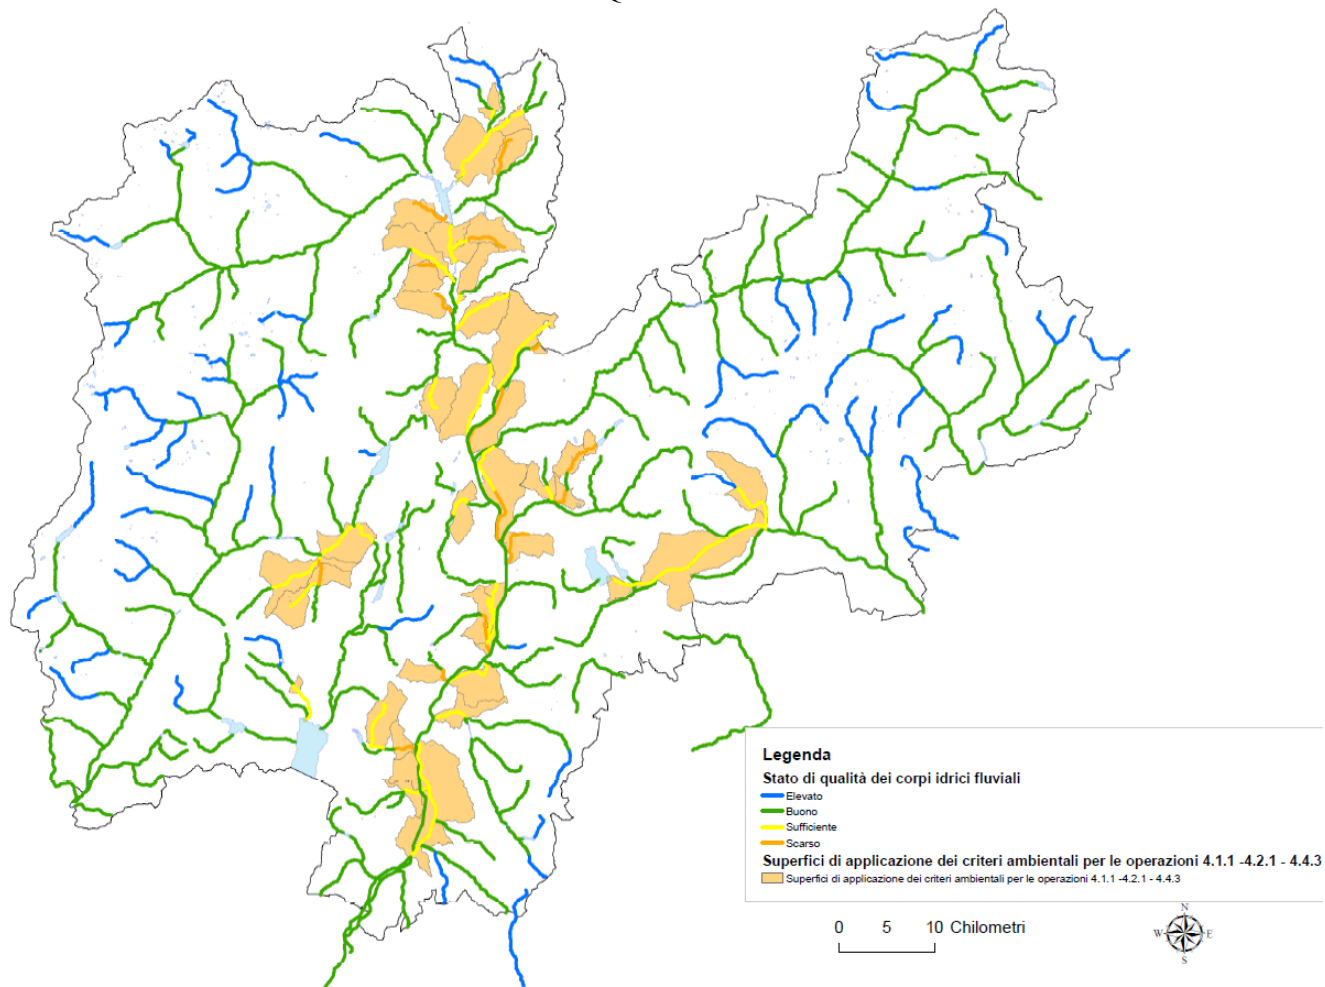 Legenda
Stato di qualità dei corpi idrici fluviali
Elevato
Buono
Sufficiente
Scarso
Superfici di applicazione dei criteri ambientali per le operazioni 4.1.1 -4.2.1 - 4.4.3
Superfici di applicazione dei criteri ambientali per le operazioni 4.1.1 -4.2.1 - 4.4.3
0 5 10 Chilometri
N
W E
S